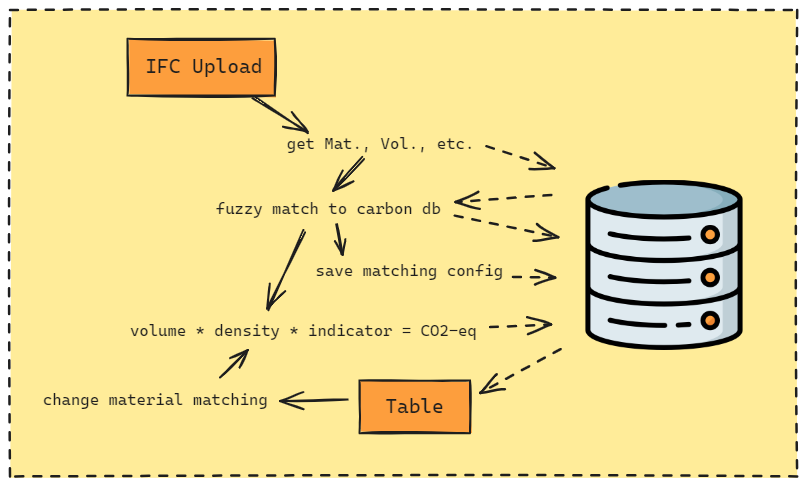 IFC Upload
get Mat., Vol., etc.
fuzzy match to carbon db
save matching config
volume * density * indicator = CO2-eq
change material matching
Table